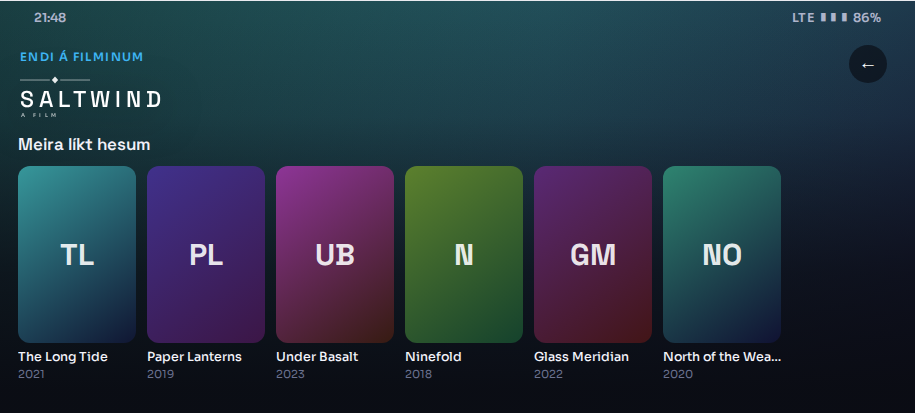 21:48
LTE 86%
ENDI Á FILMINUM
←
SALTWIND
A FILM
Meira líkt hesum
TL
PL
UB
N
GM
NO
The Long Tide
Paper Lanterns
Under Basalt
Ninefold
Glass Meridian
North of the Wea...
2021
2019
2023
2018
2022
2020